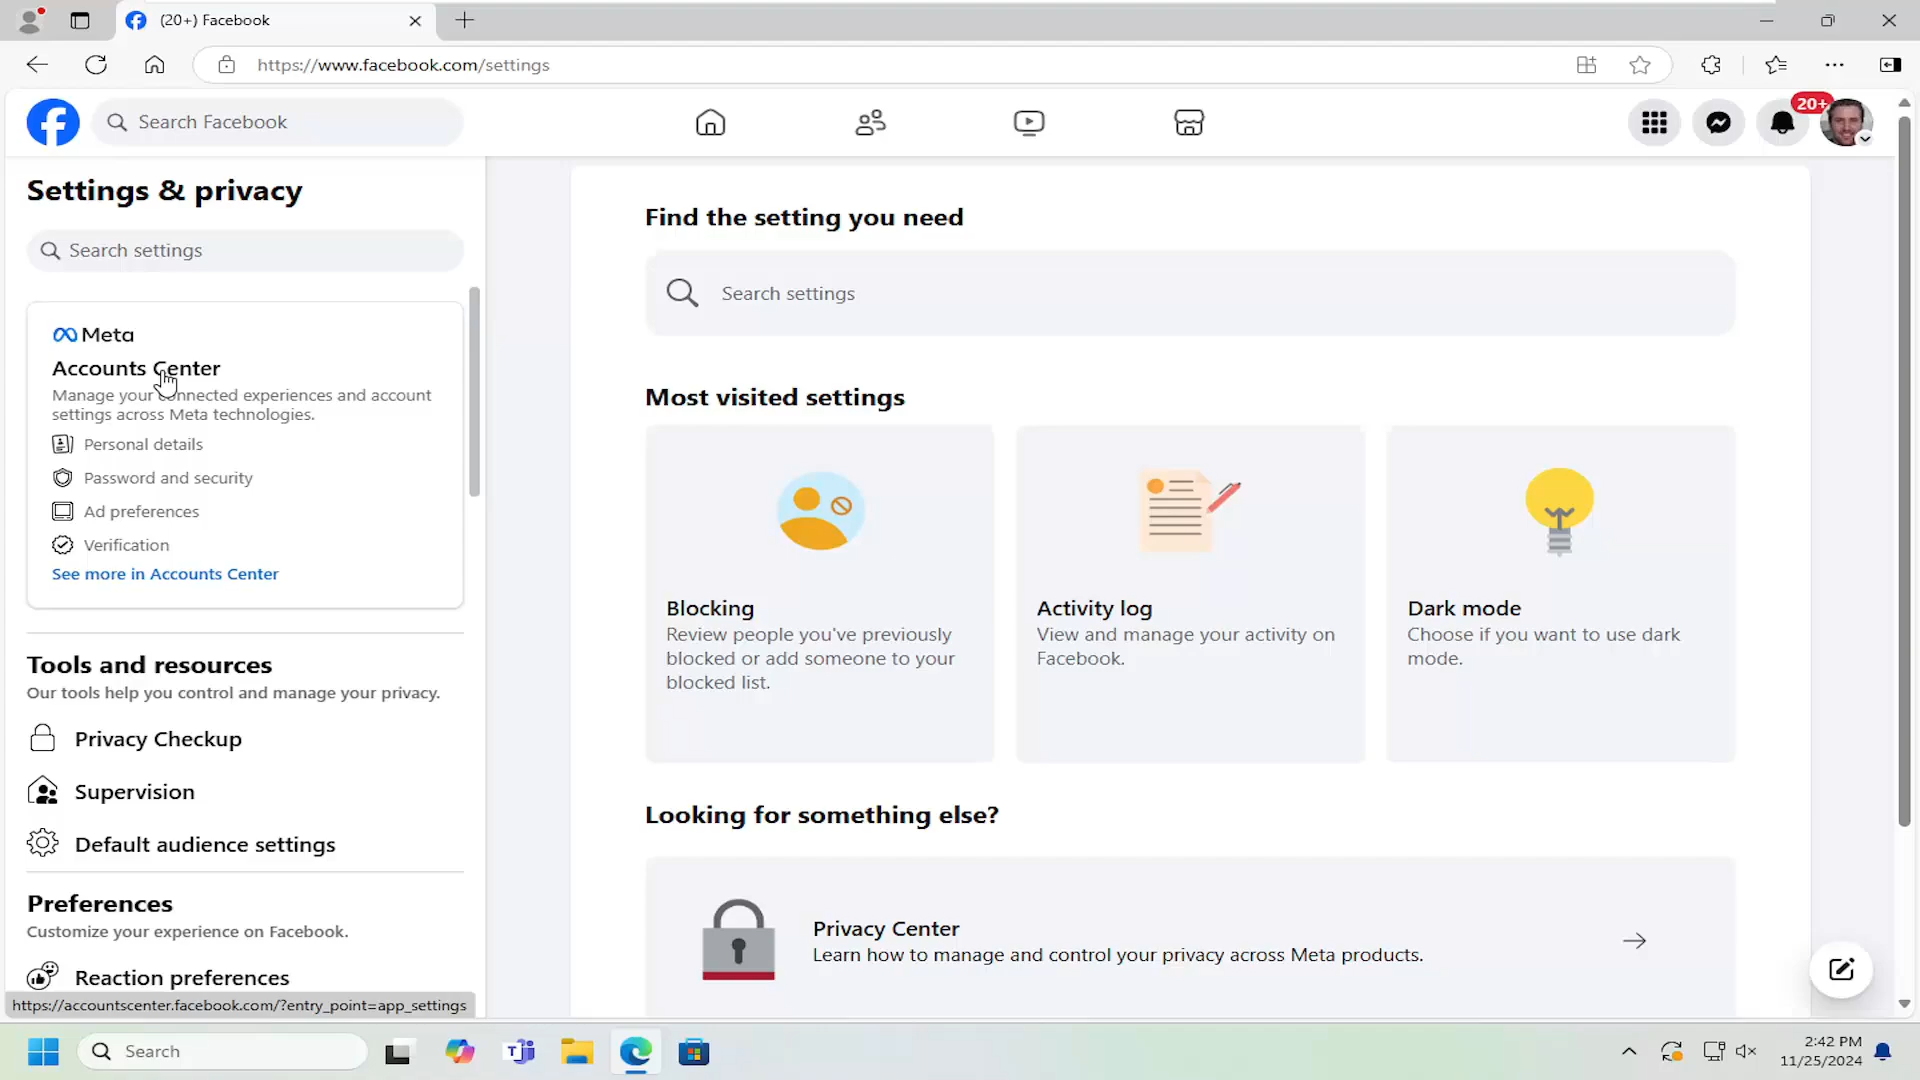 (20+) Facebook
https://www.facebook.com/settings
Search Facebook
20+
Settings & privacy
Search settings
Meta
Accounts Center
Manage your connected experiences and account
settings across Meta technologies.
Personal details
Password and security
Ad preferences
Verification
See more in Accounts Center
Tools and resources
Our tools help you control and manage your privacy.
Privacy Checkup
Supervision
Default audience settings
Preferences
Customize your experience on Facebook.
Reaction preferences
https://accountscenter.facebook.com/?entry_point=app_settings
Find the setting you need
Search settings
Most visited settings
Blocking
Review people you've previously
blocked or add someone to your
blocked list.
Activity log
View and manage your activity on
Facebook.
Dark mode
Choose if you want to use dark
mode.
Looking for something else?
Privacy Center
Learn how to manage and control your privacy across Meta products.
Search
2:42 PM
11/25/2024